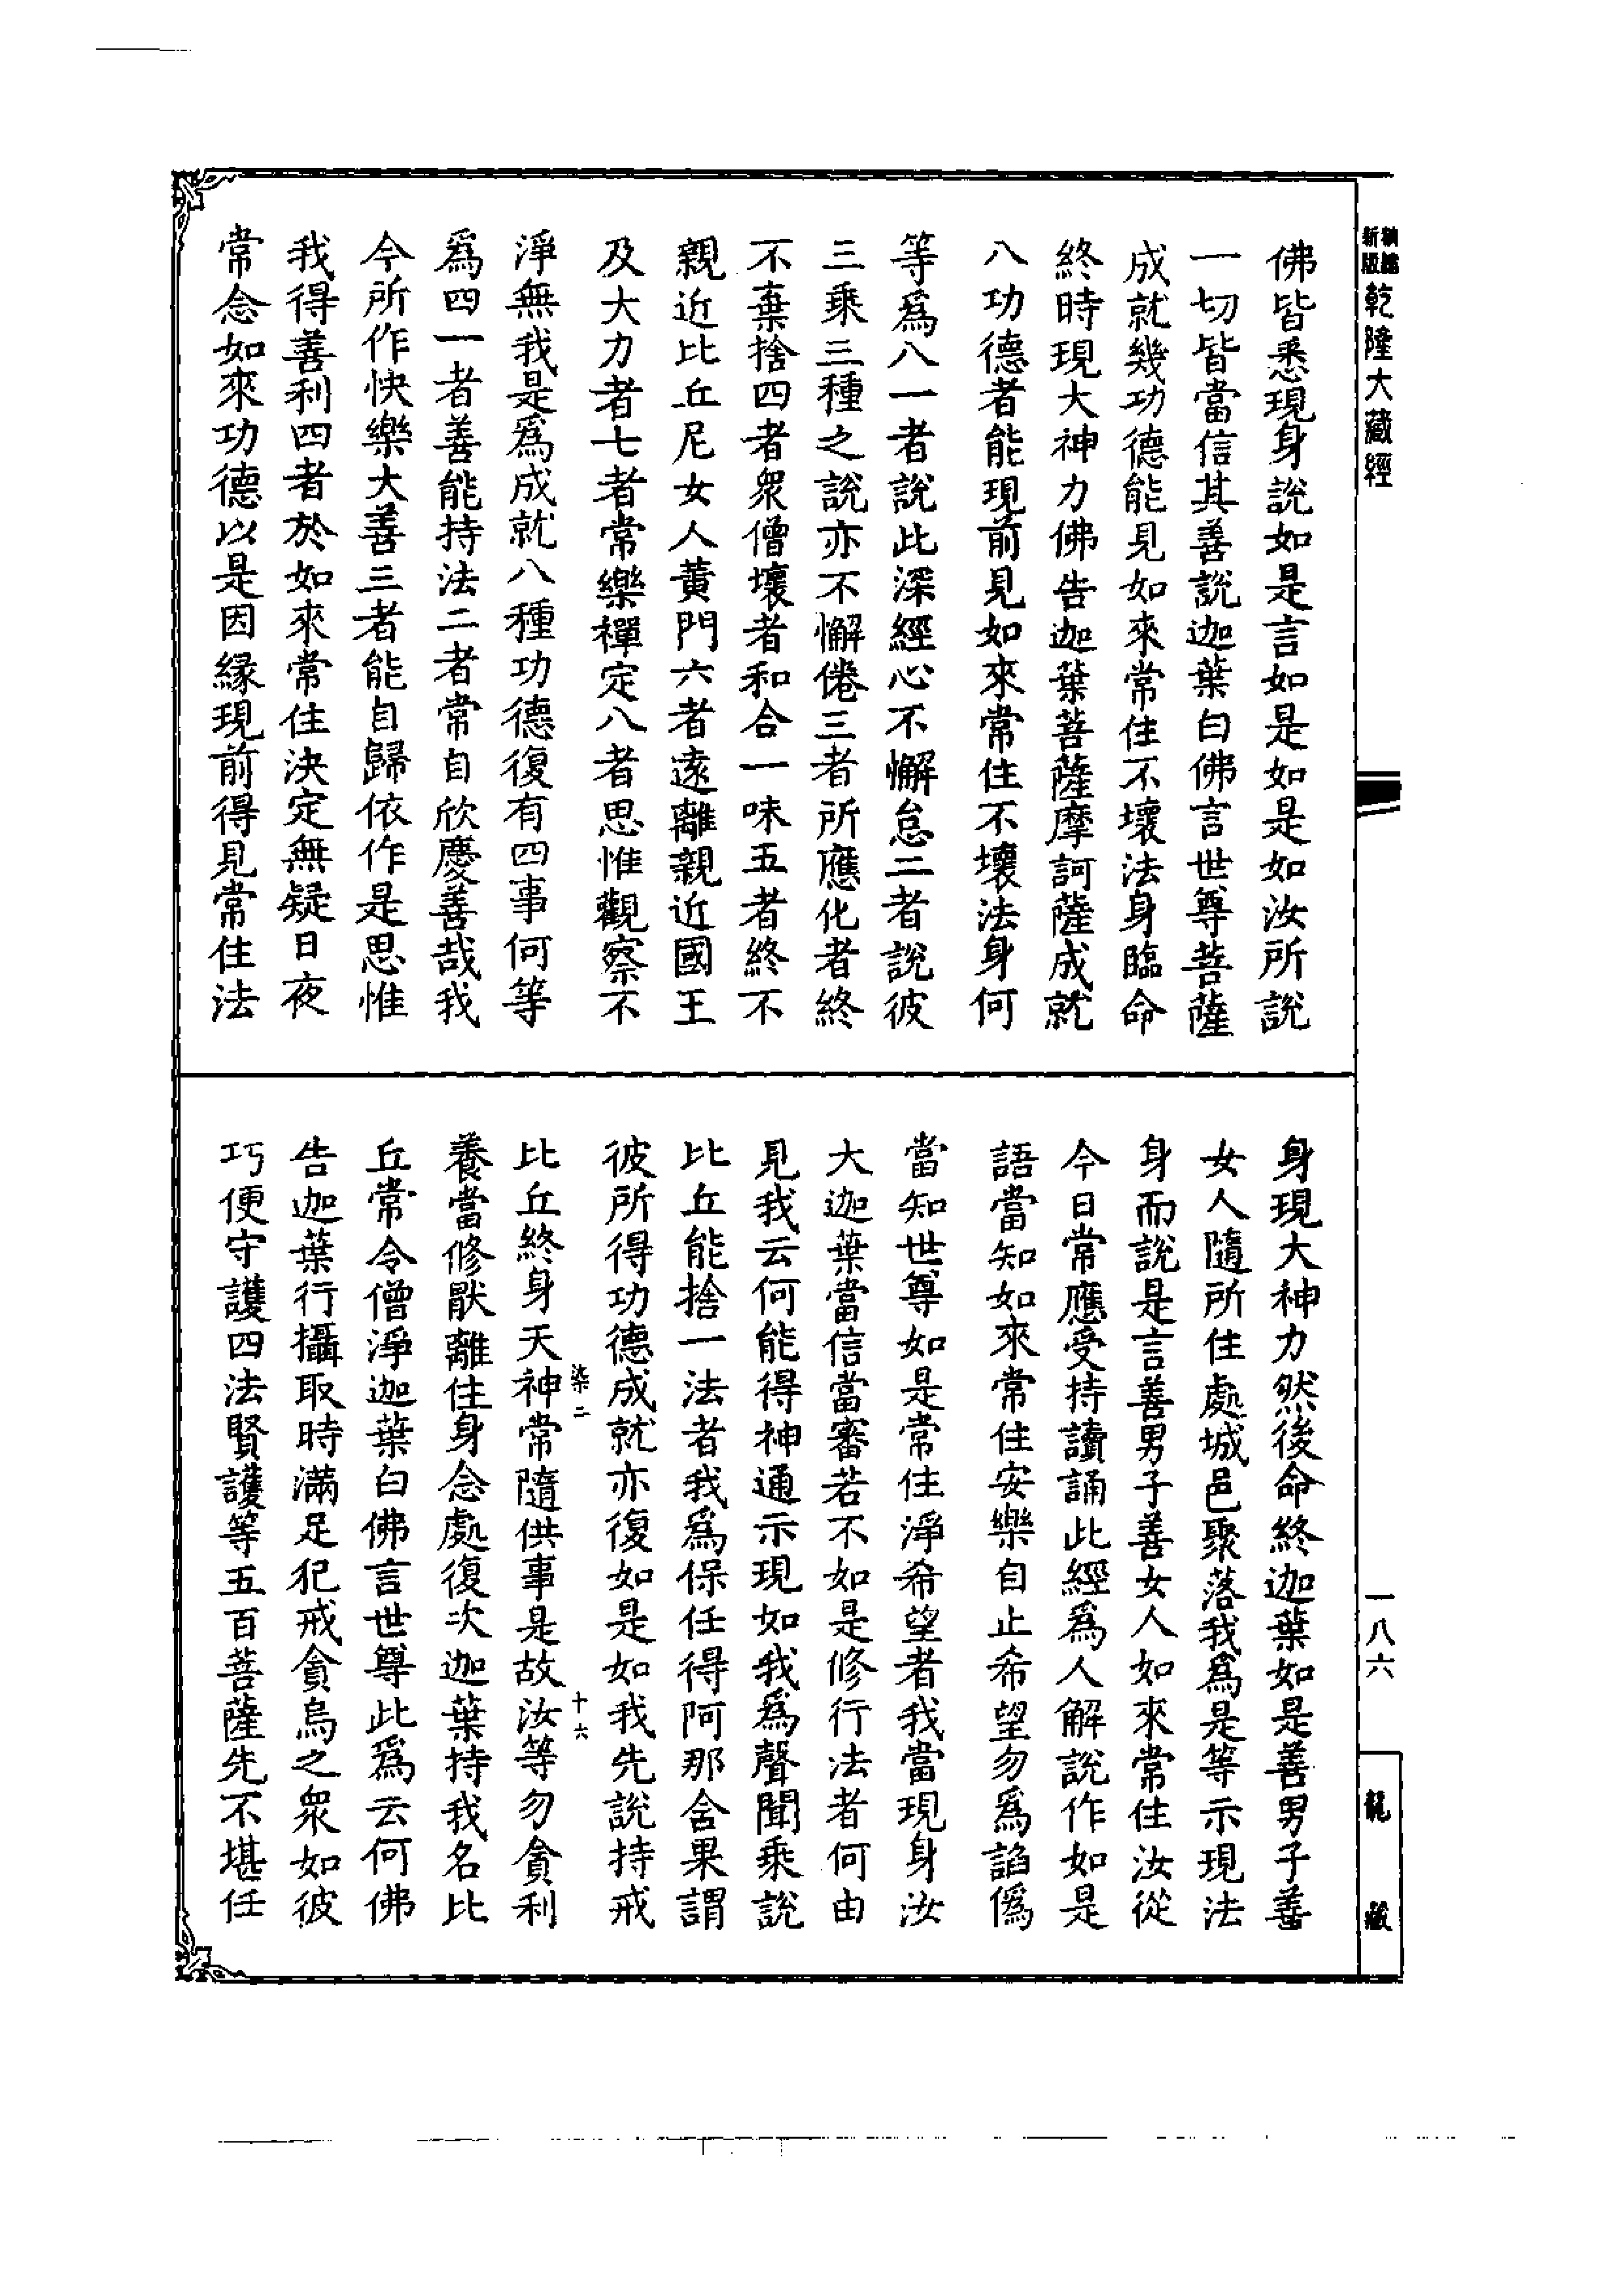 新版
乾隆大藏經
佛皆悉現身說如是言如是如是如汝所說
一切皆當信其善說迦葉白佛言世尊菩薩
成就幾功德能見如來常住不壞法身臨命
終時現大神力佛告迦葉菩薩摩訶薩成就
八功德者能現前見如來常住不壞法身何
等爲八一者說此深經心不懈怠二者說彼
三乘三種之說亦不懈倦三者所應化者終
不棄捨四者衆僧壞者和合一味五者終不
親近比丘尼女人黃門六者遠離親近國王
及大力者七者常樂禪定八者思惟觀察不
淨無我是爲成就八種功德復有四事何等
爲四一者善能持法二者常自欣慶善哉我
今所作快樂大善三者能自歸依作是思惟
我得善利四者於如來常住決定無疑日夜
常念如來功德以是因緣現前得見常住法
身現大神力然後命終迦葉如是善男子善
女人隨所住處城邑聚落我爲是等示現法
身而說是言善男子善女人如來常住汝從
今日常應受持讀誦此經爲人解說作如是
語當知如來常住安樂自止希望勿爲諂僞
當知世尊如是常住淨希望者我當現身汝
大迦葉當信當審若不如是修行法者何由
見我云何能得神通示現如我爲聲聞乘說
比丘能捨一法者我爲保任得阿那含果謂
彼所得功德成就亦復如是如我先說持戒
染二
十六
比丘終身天神常隨供事是故汝等勿貪利
養當修厭離住身念處復次迦葉持我名比
丘常令僧淨迦葉白佛言世尊此爲云何佛
告迦葉行攝取時滿足犯戒貪烏之衆如彼
巧便守護四法賢護等五百菩薩先不堪任
一八六
龍藏